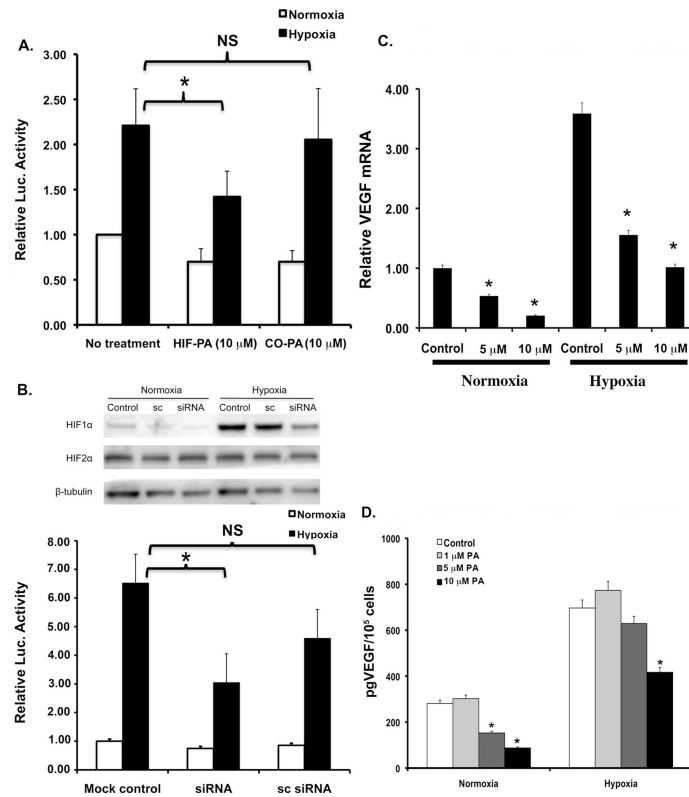 Normoxia
Hypoxia
A.
NS
*
3.00
2.50
2.00
1.50
1.00
0.50
0.00
Relative Luc. Activity
No treatment
HIF-PA (10 μM)
CO-PA (10 μM)
C.
4.00
3.00
2.00
1.00
0.00
Relative VEGF mRNA
*
*
*
*
Control
5 μM
10 μM
Control
5 μM
10 μM
Normoxia
Hypoxia
B.
Normoxia
Hypoxia
Control
sc
siRNA
Control
sc
siRNA
HIF1α
HIF2α
β-tubulin
Normoxia
Hypoxia
NS
*
8.00
7.00
6.00
5.00
4.00
3.00
2.00
1.00
0.00
Relative Luc. Activity
Mock control
siRNA
sc siRNA
D.
Control
1 μM PA
5 μM PA
10 μM PA
1000
800
600
400
200
0
pgVEGF/10⁵ cells
*
*
*
Normoxia
Hypoxia